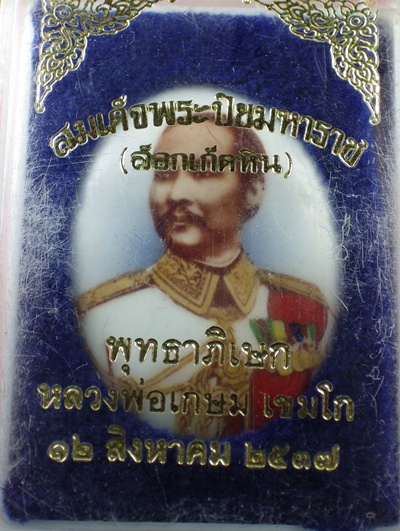 สมเด็จพระปิยมหาราช
(ล็อกเก็ตหิน)
พุทธาภิเษก
หลวงพ่อเกษม เขมโก
๑๒ สิงหาคม ๒๕๓๗